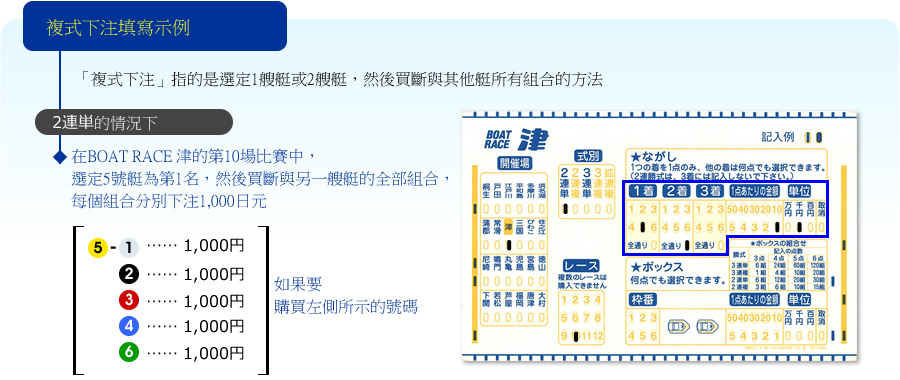 複式下注填寫示例
「複式下注」指的是選定1艘艇或2艘艇，然後買斷與其他艇所有組合的方法
2連単的情況下
在BOAT RACE 津的第10場比賽中，
選定5號艇為第1名，然後買斷與另一艘艇的全部組合，
每個組合分別下注1,000日元
5 - 1 …… 1,000円
2 …… 1,000円
3 …… 1,000円
4 …… 1,000円
6 …… 1,000円
如果要
購買左側所示的號碼
BOAT RACE 津
記入例
開催場
桐生 戸田 江戸川 平和島 多摩川 浜名湖
蒲郡 常滑 津 三国 びわこ 住之江
尼崎 鳴門 丸亀 児島 宮島 徳山
下関 若松 芦屋 福岡 唐津 大村
式別
2連単 2連複 3連単 3連複 拡連複
レース
複数のレースは
購入できません
1 2 3 4
5 6 7 8
9 11 12
★ながし
1つの着を1点のみ、他の着は何点でも選択できます。
（2連勝式は、3着には記入しないで下さい。）
1着 2着 3着 1点あたりの金額 単位
1 2 3 1 2 3 1 2 3 50 40 30 20 10 万円 千円 百円 取消
4 6 4 5 6 4 5 6 5 4 3 2
全通り 0 全通り 全通り 0
★ボックス
何点でも選択できます。
★ボックスの組合せ
記入の点数
勝式 3点 4点 5点 6点
3連単 6組 24組 60組 120組
3連複 1組 4組 10組 20組
2連単 6組 12組 20組 30組
2連複 3組 6組 10組 15組
枠番 1点あたりの金額 単位
1 2 3 50 40 30 20 10 万円 千円 百円 取消
4 5 6 5 4 3 2 1